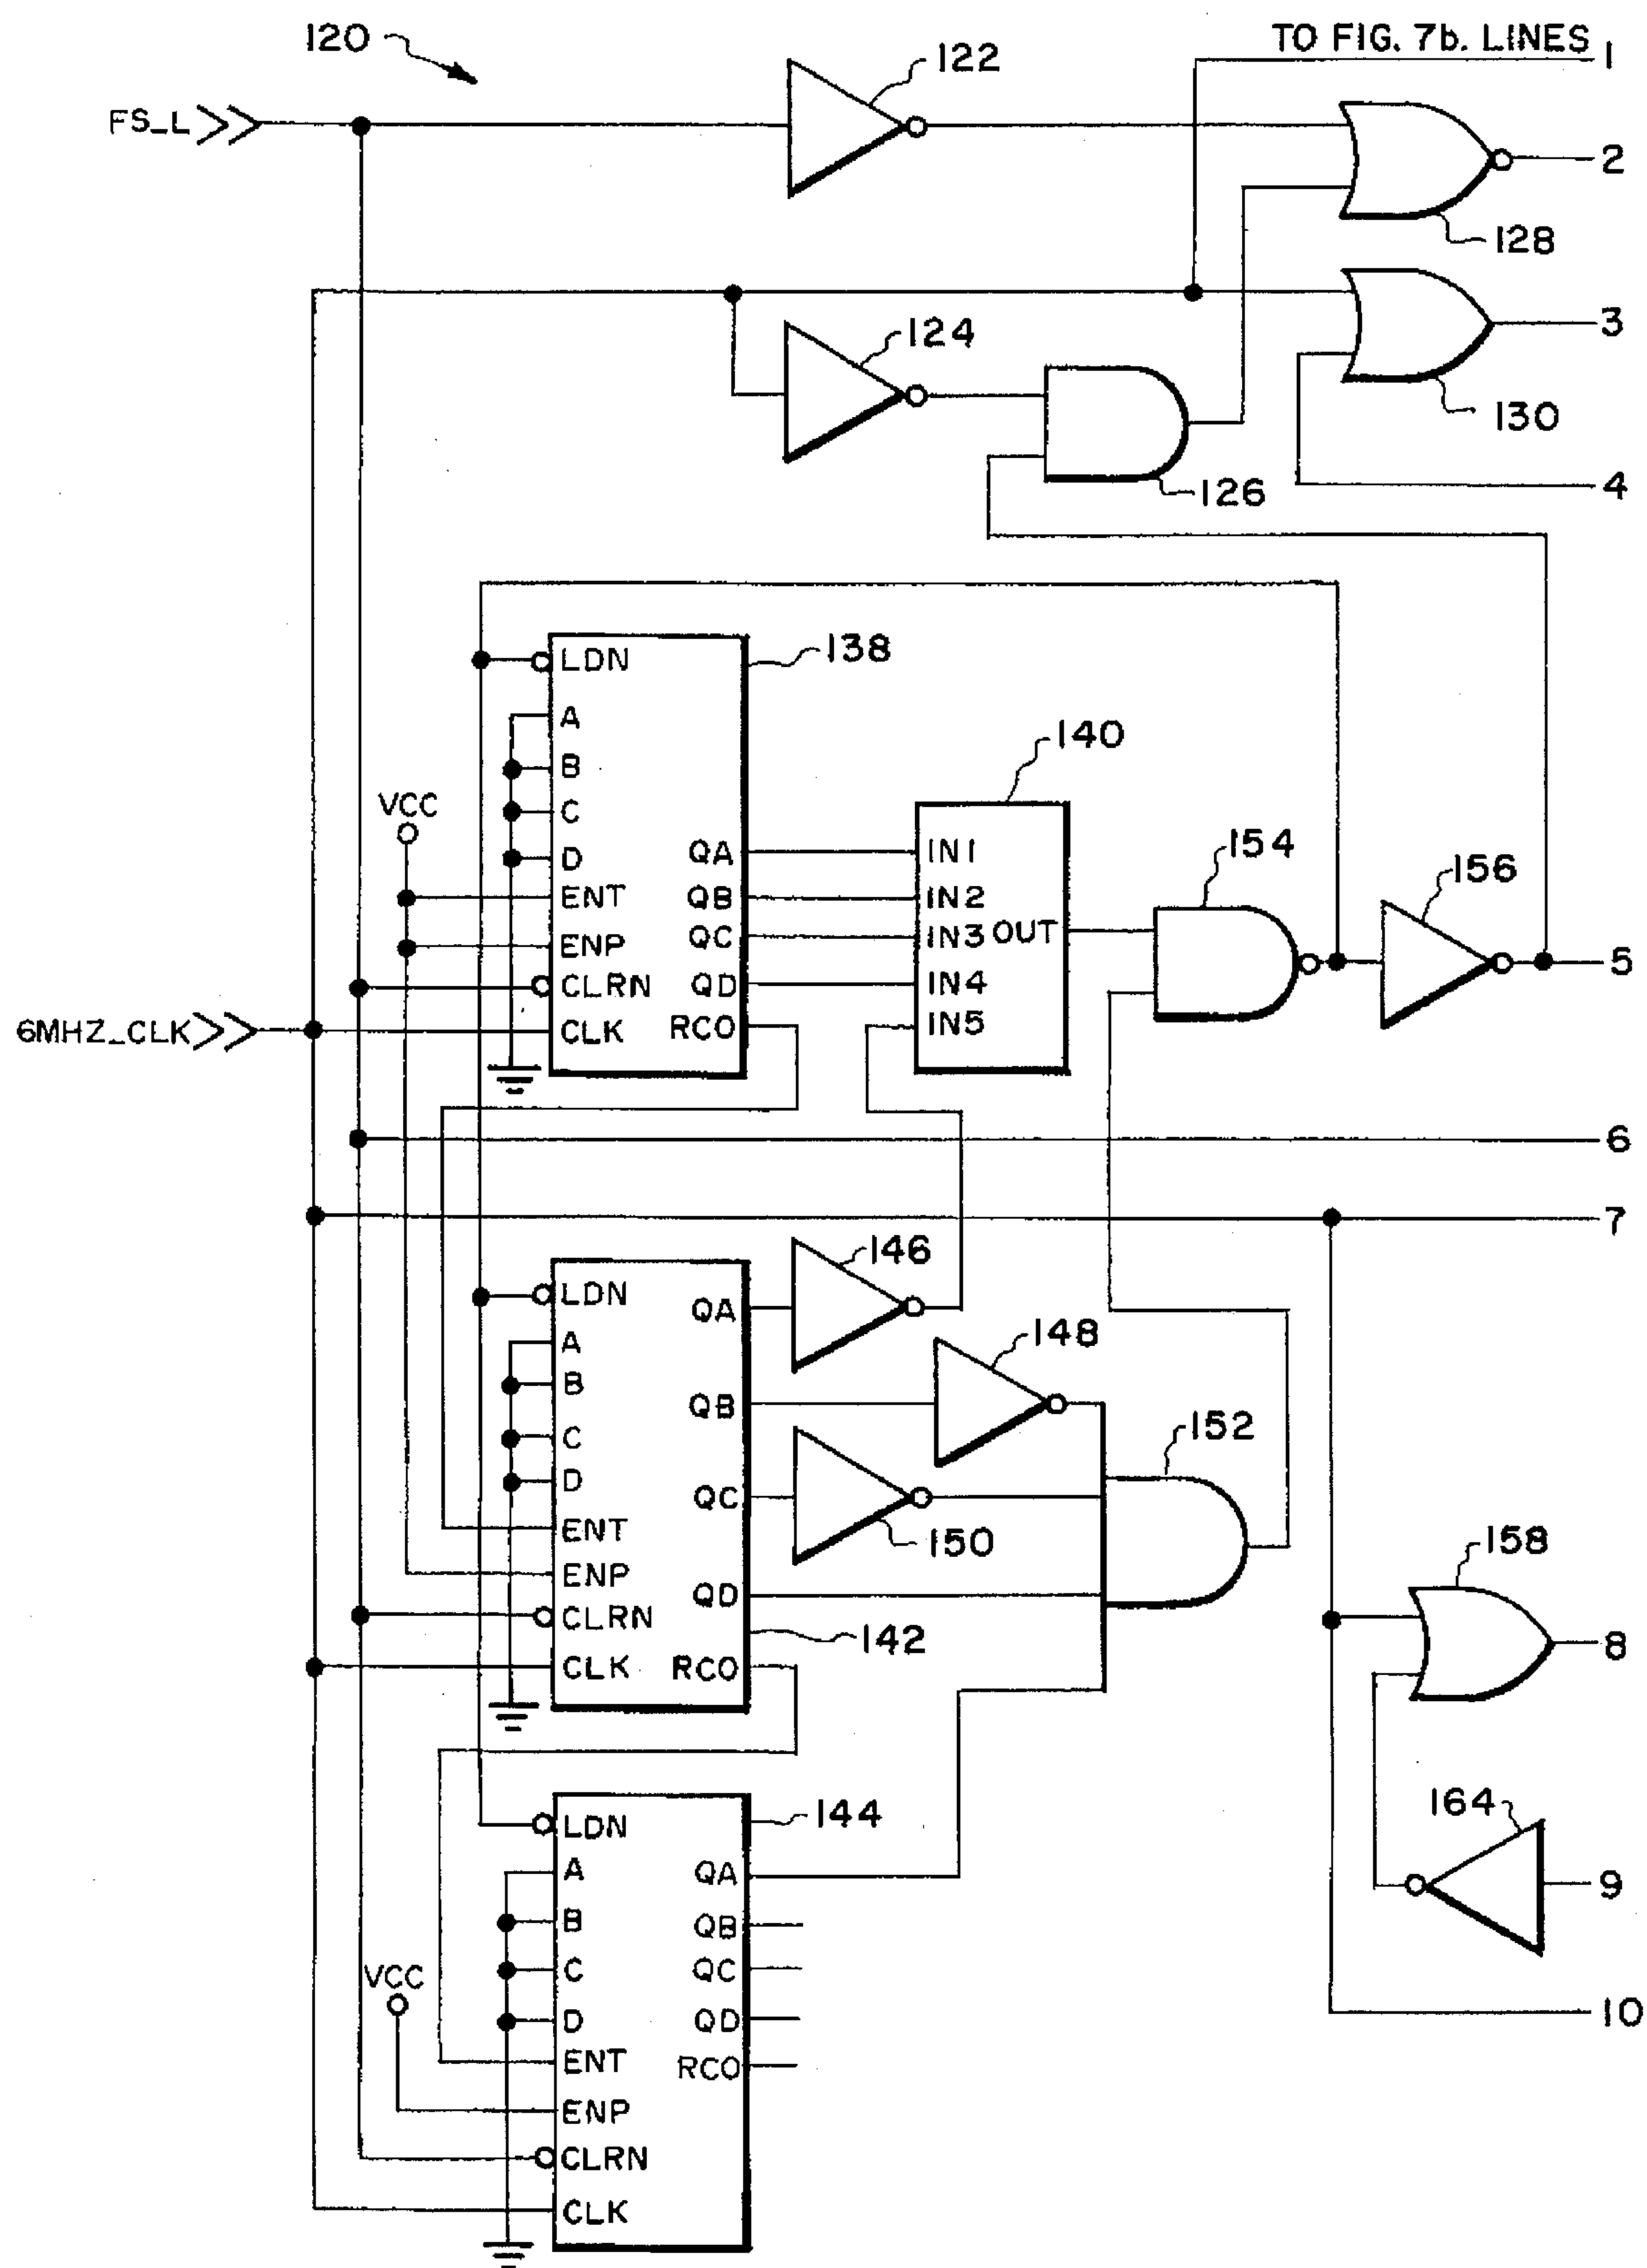 120
TO FIG. 7b. LINES
1
122
FS_L
2
128
124
3
130
126
4
138
LDN
A
B
C
D
ENT
ENP
CLRN
CLK
QA
QB
QC
QD
RCO
VCC
6MHZ_CLK
140
IN1
IN2
IN3 OUT
IN4
IN5
154
156
5
6
7
146
LDN
A
B
C
D
ENT
ENP
CLRN
CLK
QA
QB
QC
QD
RCO
148
150
152
142
158
8
144
LDN
A
B
C
D
ENT
ENP
CLRN
CLK
QA
QB
QC
QD
RCO
VCC
164
9
10